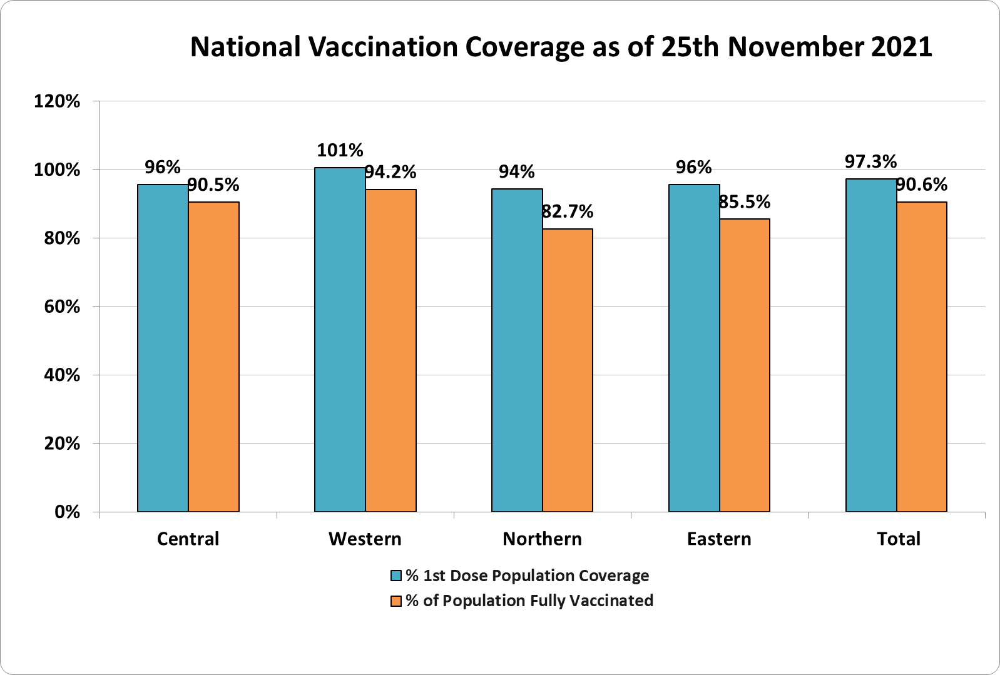 National Vaccination Coverage as of 25th November 2021
120%
100%
80%
60%
40%
20%
0%
96%
90.5%
101%
94.2%
94%
82.7%
96%
85.5%
97.3%
90.6%
Central
Western
Northern
Eastern
Total
% 1st Dose Population Coverage
% of Population Fully Vaccinated